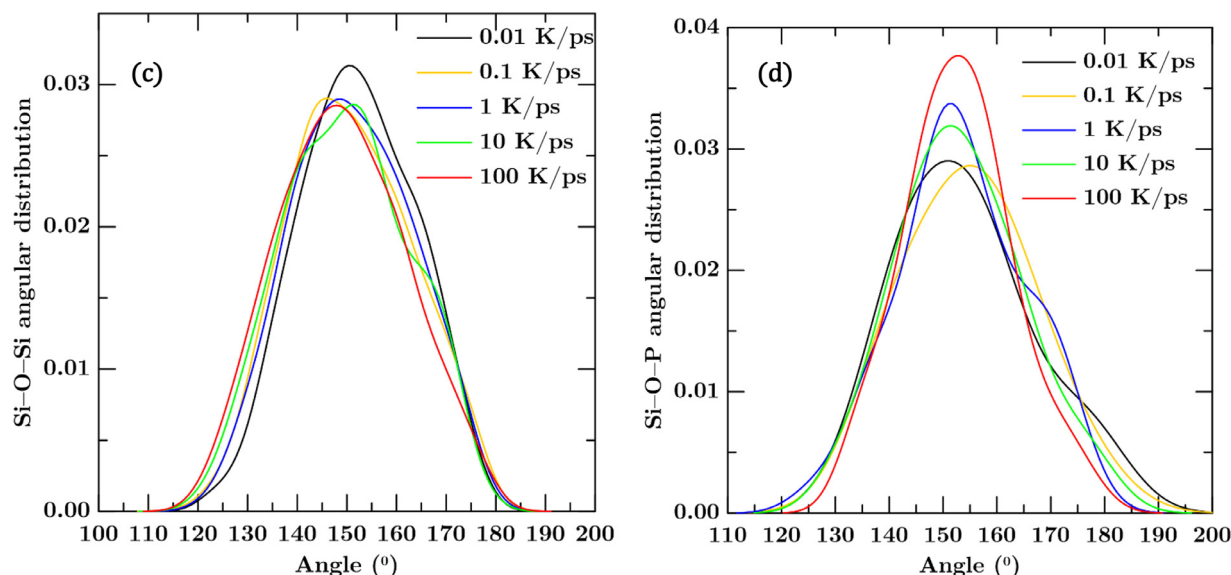 (c)
0.01 K/ps
0.1 K/ps
1 K/ps
10 K/ps
100 K/ps
Si–O–Si angular distribution
0.03
0.02
0.01
0.00
100 110 120 130 140 150 160 170 180 190 200
Angle (⁰)
(d)
0.01 K/ps
0.1 K/ps
1 K/ps
10 K/ps
100 K/ps
Si–O–P angular distribution
0.04
0.03
0.02
0.01
0.00
110 120 130 140 150 160 170 180 190 200
Angle (⁰)